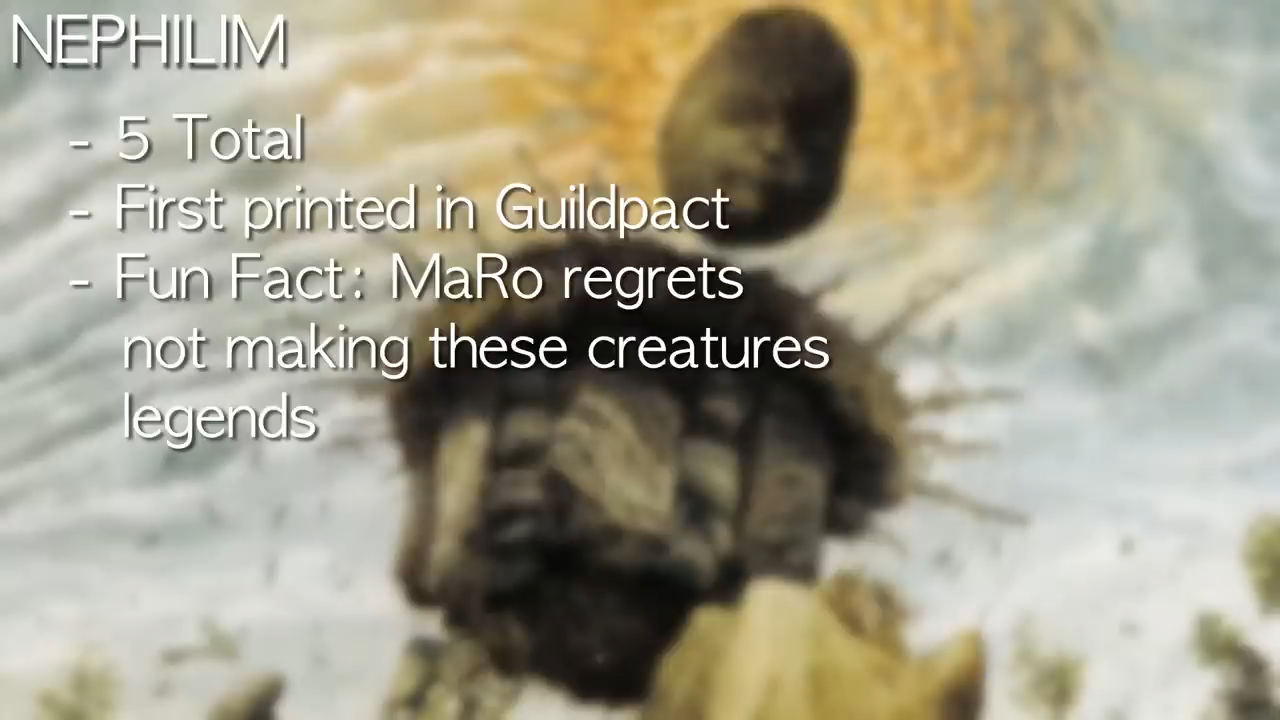 NEPHILIM
- 5 Total
- First printed in Guildpact
- Fun Fact: MaRo regrets
not making these creatures
legends